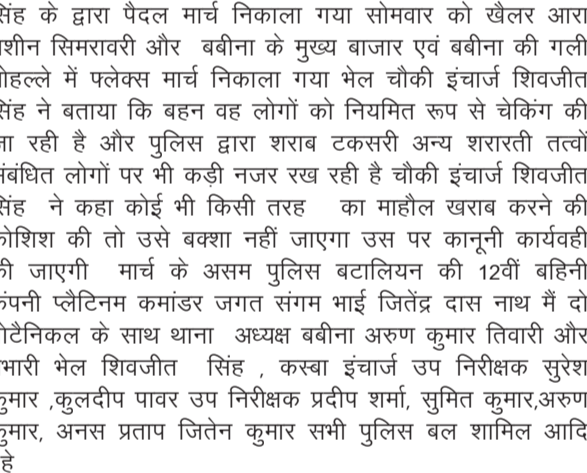 सिंह के द्वारा पैदल मार्च निकाला गया सोमवार को खैलर आरा
शीन सिमरावरी और बबीना के मुख्य बाजार एवं बबीना की गली
मोहल्ले में फ्लेक्स मार्च निकाला गया भेल चौकी इंचार्ज शिवजीत
सिंह ने बताया कि बहन वह लोगों को नियमित रूप से चेकिंग की
जा रही है और पुलिस द्वारा शराब टकसरी अन्य शरारती तत्वों
संबंधित लोगों पर भी कड़ी नजर रख रही है चौकी इंचार्ज शिवजीत
सिंह ने कहा कोई भी किसी तरह का माहौल खराब करने की
कोशिश की तो उसे बक्शा नहीं जाएगा उस पर कानूनी कार्यवही
की जाएगी मार्च के असम पुलिस बटालियन की 12वीं बहिनी
कंपनी प्लैटिनम कमांडर जगत संगम भाई जितेंद्र दास नाथ मैं दो
टैनिकल के साथ थाना अध्यक्ष बबीना अरुण कुमार तिवारी और
प्रभारी भेल शिवजीत सिंह , कस्बा इंचार्ज उप निरीक्षक सुरेश
कुमार ,कुलदीप पावर उप निरीक्षक प्रदीप शर्मा, सुमित कुमार,अरुण
कुमार, अनस प्रताप जितेन कुमार सभी पुलिस बल शामिल आदि
रहे